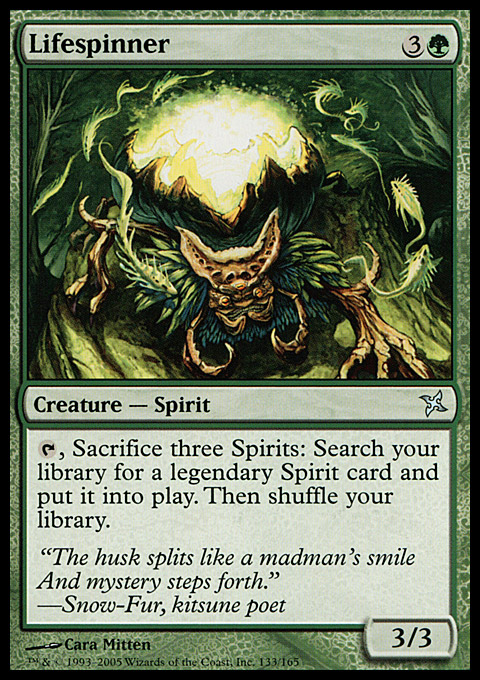 Lifespinner 3
Creature — Spirit
, Sacrifice three Spirits: Search your
library for a legendary Spirit card and
put it into play. Then shuffle your
library.
“The husk splits like a madman’s smile
And mystery steps forth.”
—Snow-Fur, kitsune poet
3/3
Cara Mitten
™ & © 1993–2005 Wizards of the Coast, Inc. 133/165